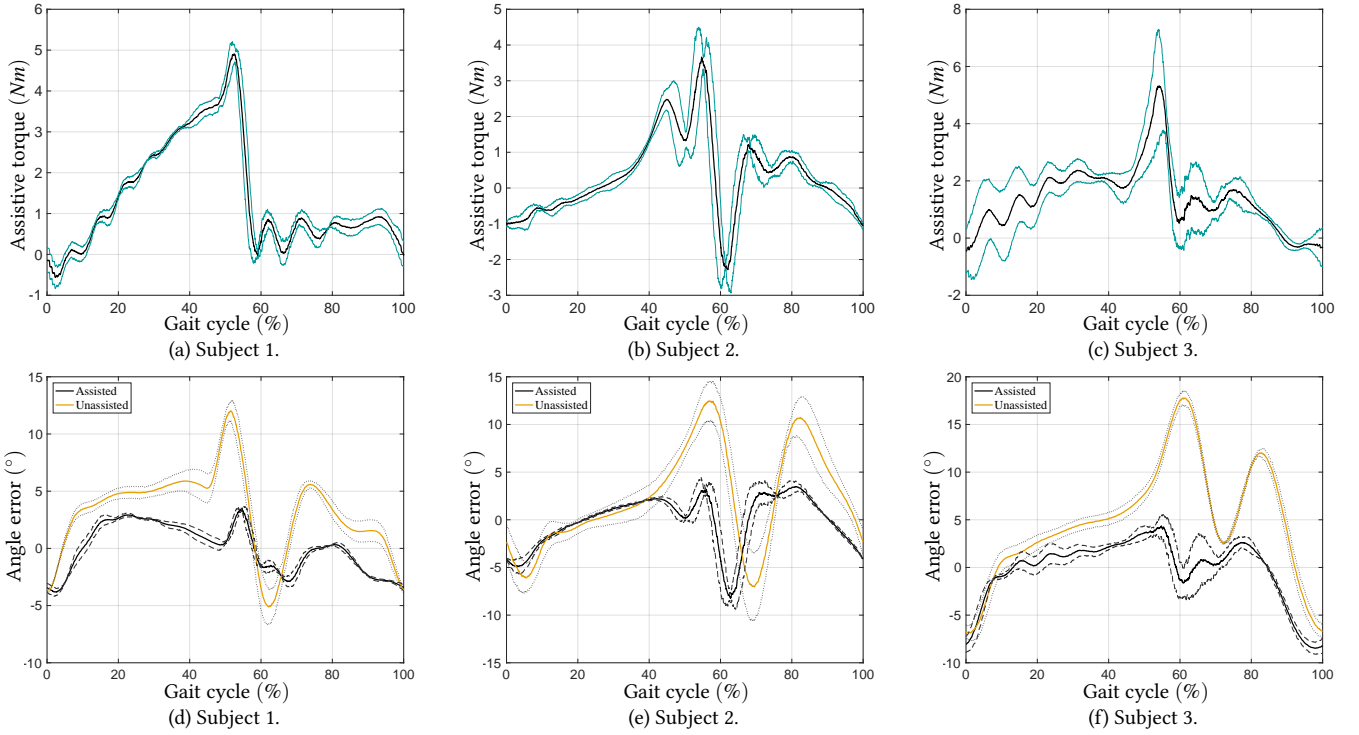 Assistive torque (Nm)
6
5
4
3
2
1
0
-1
0 20 40 60 80 100
Gait cycle (%)
(a) Subject 1.
Assistive torque (Nm)
5
4
3
2
1
0
-1
-2
-3
0 20 40 60 80 100
Gait cycle (%)
(b) Subject 2.
Assistive torque (Nm)
8
6
4
2
0
-2
0 20 40 60 80 100
Gait cycle (%)
(c) Subject 3.
Angle error (°)
15
10
5
0
-5
-10
Assisted
Unassisted
0 20 40 60 80 100
Gait cycle (%)
(d) Subject 1.
Angle error (°)
15
10
5
0
-5
-10
-15
Assisted
Unassisted
0 20 40 60 80 100
Gait cycle (%)
(e) Subject 2.
Angle error (°)
20
15
10
5
0
-5
-10
Assisted
Unassisted
0 20 40 60 80 100
Gait cycle (%)
(f) Subject 3.